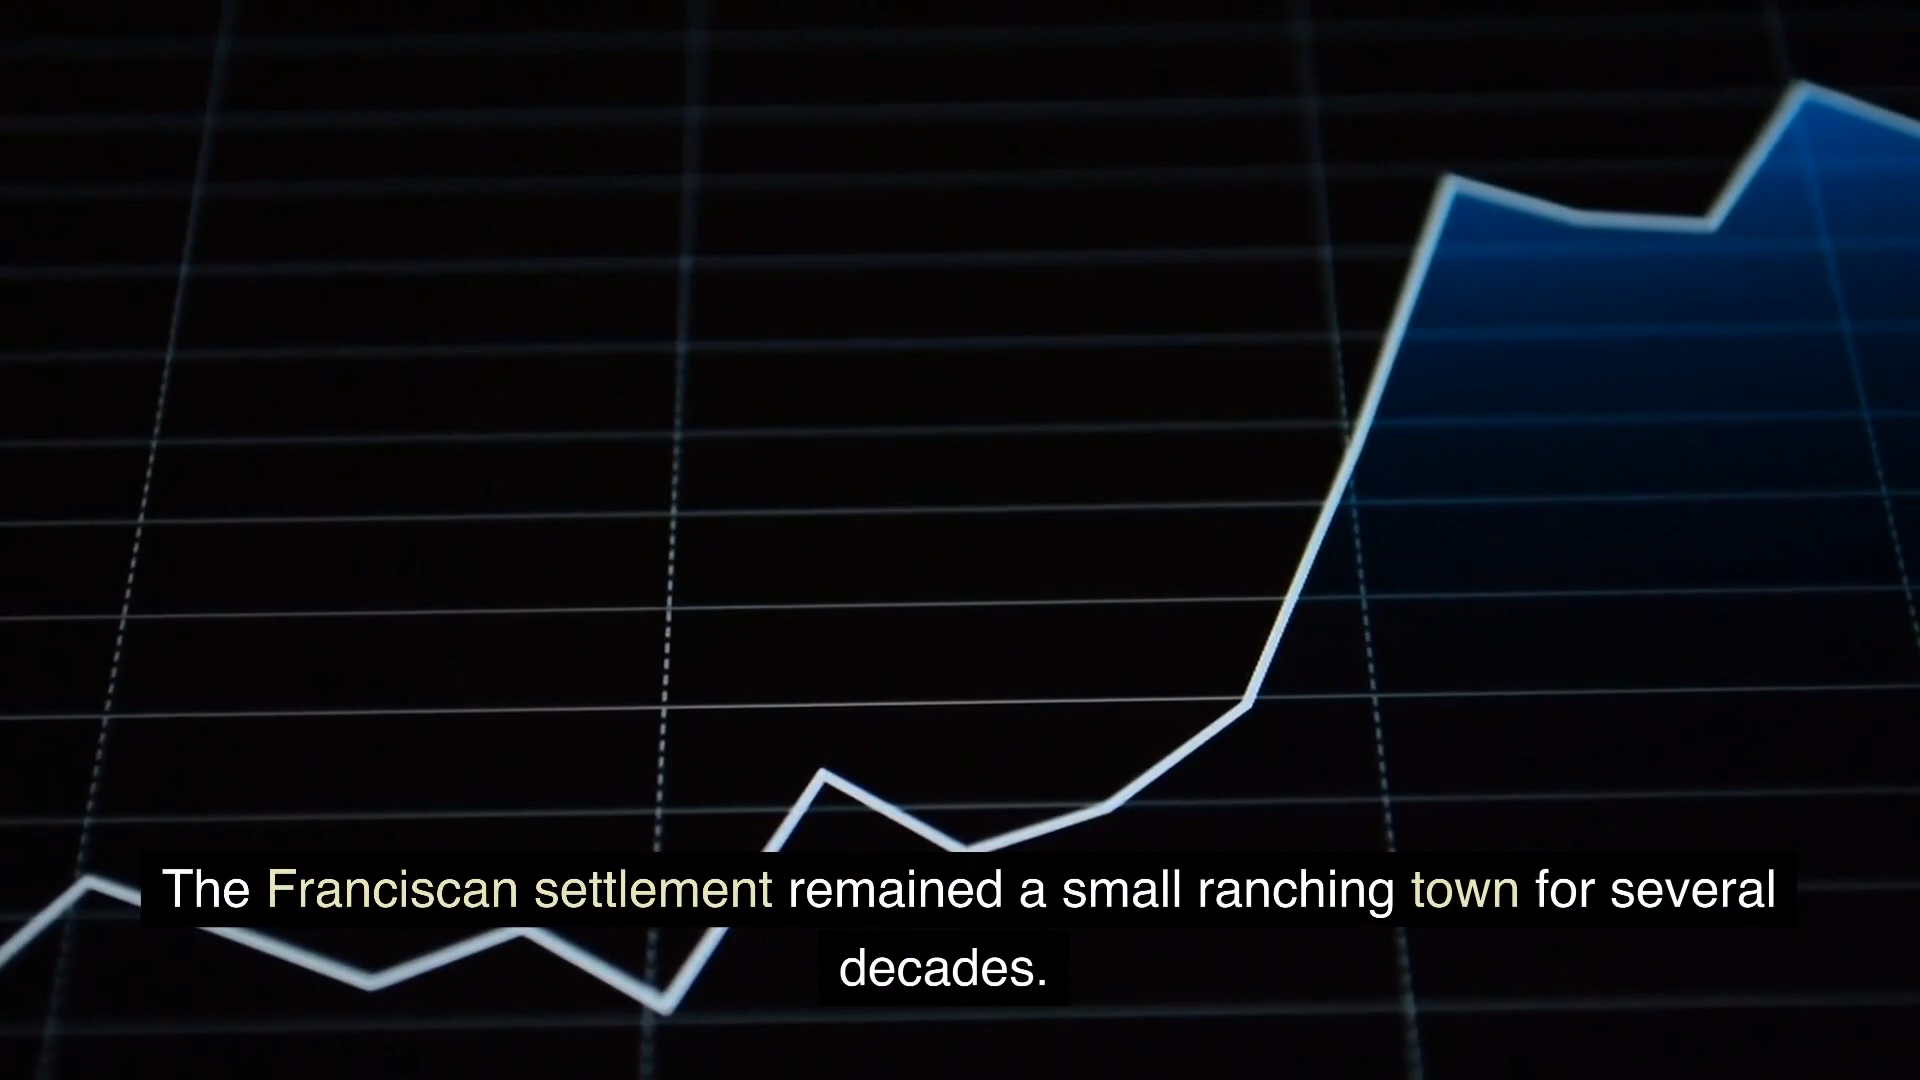 The Franciscan settlement remained a small ranching town for several
decades.